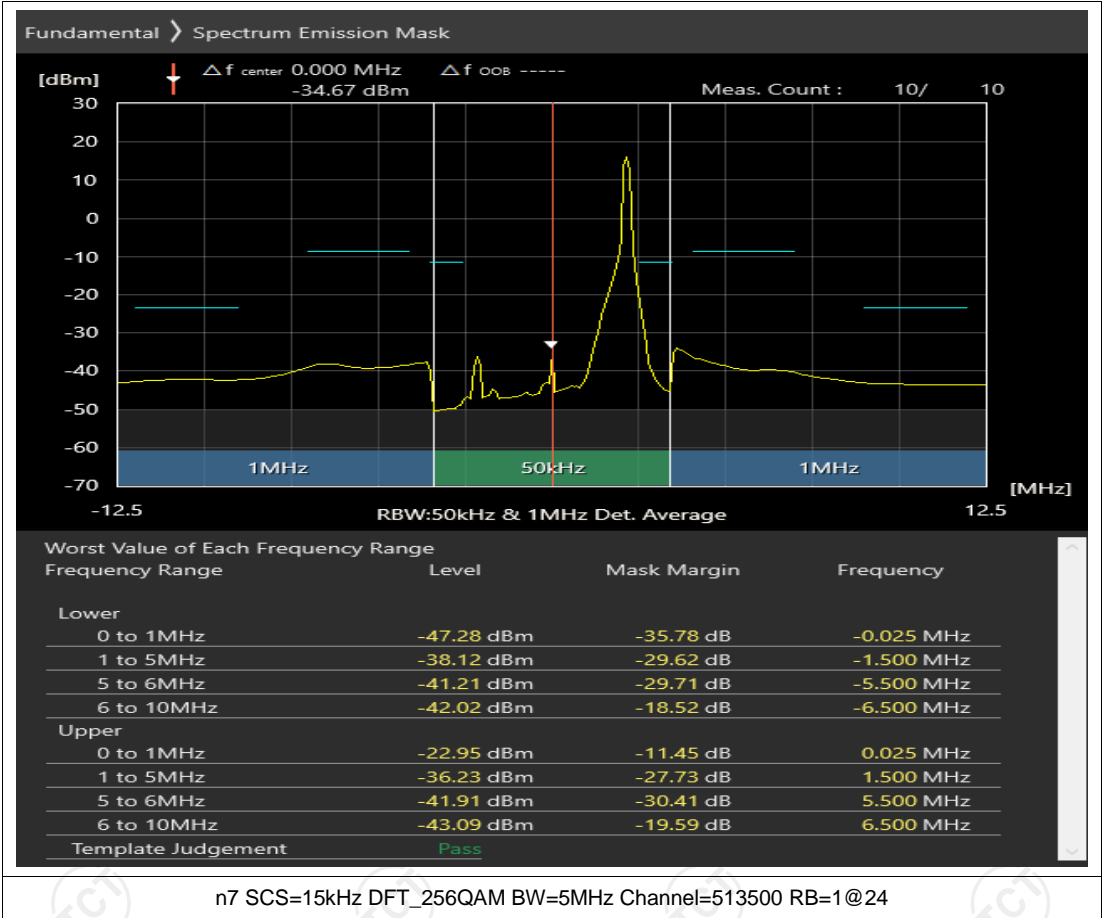 Fundamental ❯ Spectrum Emission Mask
[dBm] △f center 0.000 MHz △f OOB -----
-34.67 dBm Meas. Count : 10/ 10
30
20
10
0
-10
-20
-30
-40
-50
-60
1MHz 50kHz 1MHz
-70
[MHz]
-12.5 RBW:50kHz & 1MHz Det. Average 12.5
Worst Value of Each Frequency Range
Frequency Range Level Mask Margin Frequency
Lower
0 to 1MHz -47.28 dBm -35.78 dB -0.025 MHz
1 to 5MHz -38.12 dBm -29.62 dB -1.500 MHz
5 to 6MHz -41.21 dBm -29.71 dB -5.500 MHz
6 to 10MHz -42.02 dBm -18.52 dB -6.500 MHz
Upper
0 to 1MHz -22.95 dBm -11.45 dB 0.025 MHz
1 to 5MHz -36.23 dBm -27.73 dB 1.500 MHz
5 to 6MHz -41.91 dBm -30.41 dB 5.500 MHz
6 to 10MHz -43.09 dBm -19.59 dB 6.500 MHz
Template Judgement Pass
n7 SCS=15kHz DFT_256QAM BW=5MHz Channel=513500 RB=1@24
TCT TCT TCT TCT